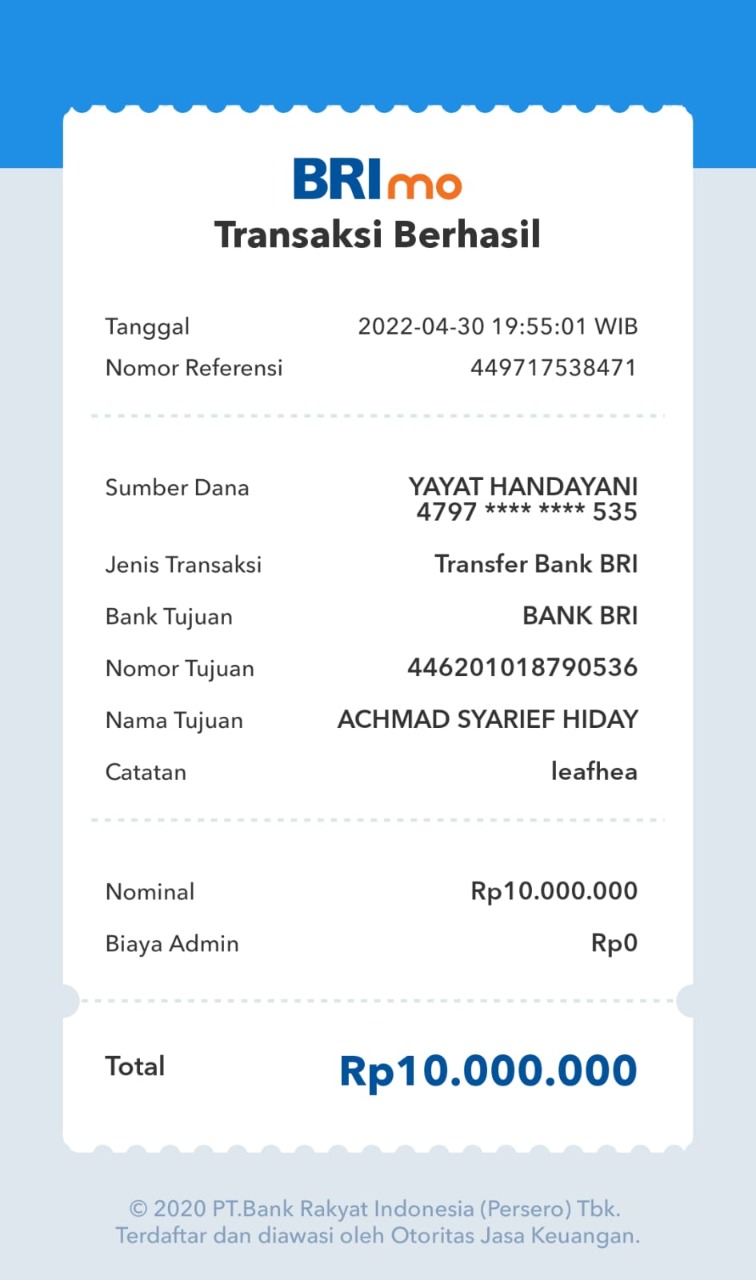 BRImo
Transaksi Berhasil
Tanggal 2022-04-30 19:55:01 WIB
Nomor Referensi 449717538471
Sumber Dana YAYAT HANDAYANI
4797 **** **** 535
Jenis Transaksi Transfer Bank BRI
Bank Tujuan BANK BRI
Nomor Tujuan 446201018790536
Nama Tujuan ACHMAD SYARIEF HIDAY
Catatan leafhea
Nominal Rp10.000.000
Biaya Admin Rp0
Total Rp10.000.000
© 2020 PT.Bank Rakyat Indonesia (Persero) Tbk.
Terdaftar dan diawasi oleh Otoritas Jasa Keuangan.